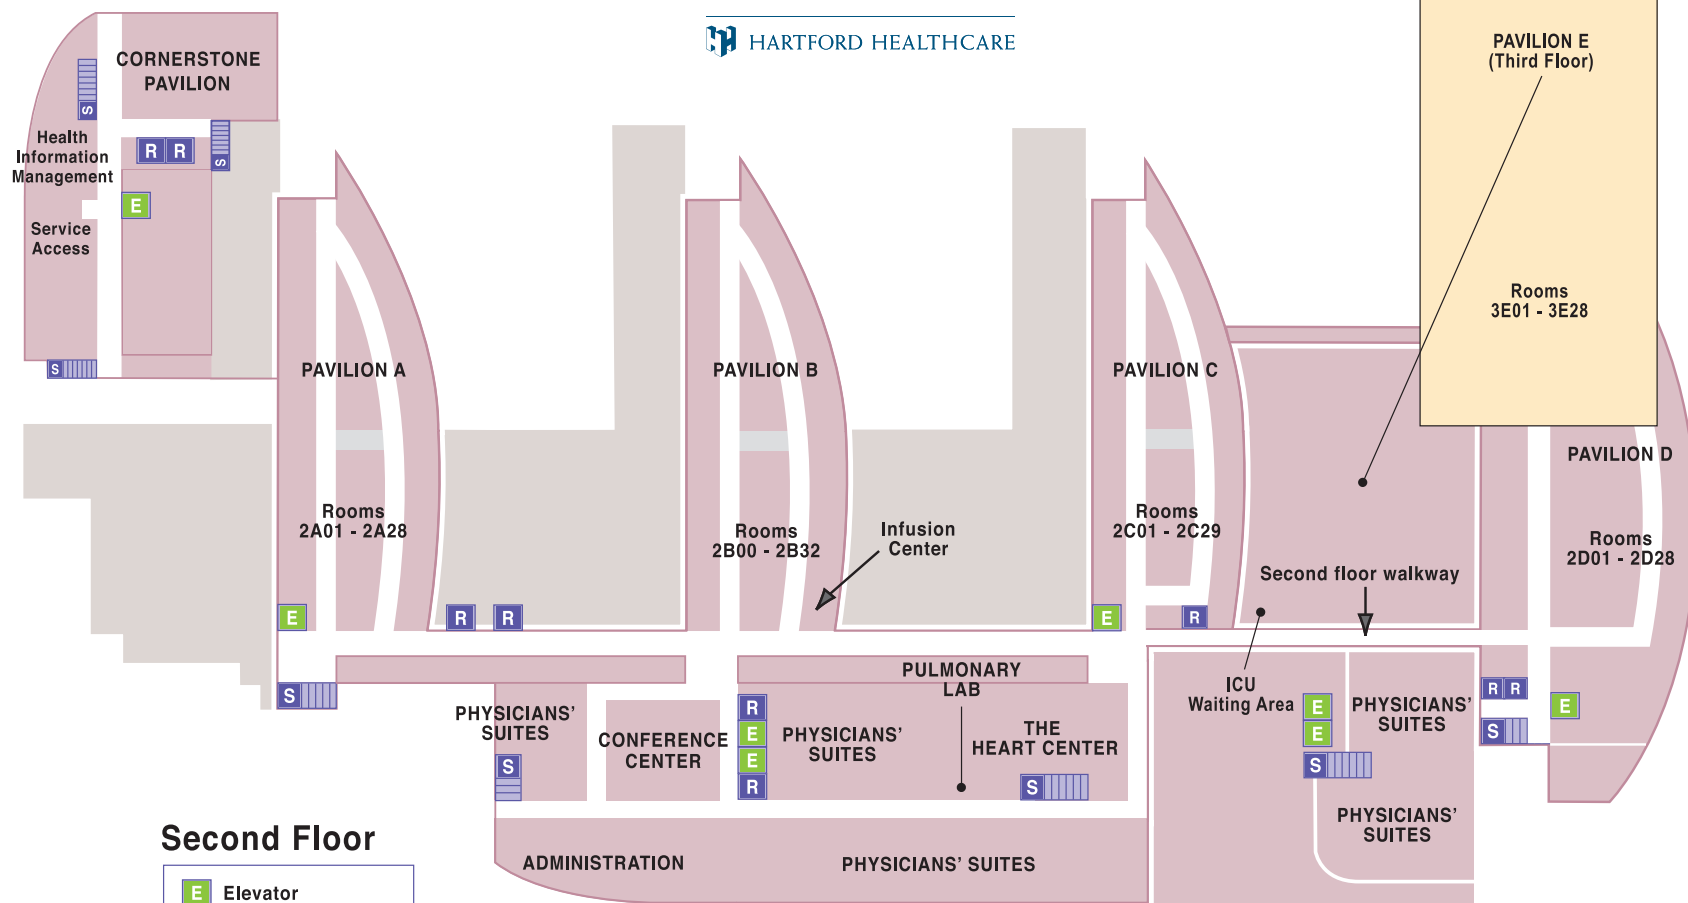 HARTFORD HEALTHCARE
PAVILION E
(Third Floor)
Rooms
3E01 - 3E28
CORNERSTONE
PAVILION
S
Health
Information
Management
R R
S
E
Service
Access
S
PAVILION A
Rooms
2A01 - 2A28
E
R
R
S
PAVILION B
Rooms
2B00 - 2B32
Infusion
Center
PAVILION C
Rooms
2C01 - 2C29
E
R
Second floor walkway
ICU
Waiting Area
PAVILION D
Rooms
2D01 - 2D28
R R
S
E
PHYSICIANS'
SUITES
S
CONFERENCE
CENTER
R
E
E
R
PHYSICIANS'
SUITES
PULMONARY
LAB
THE
HEART CENTER
S
E
E
S
PHYSICIANS'
SUITES
PHYSICIANS'
SUITES
ADMINISTRATION
PHYSICIANS' SUITES
Second Floor
E Elevator